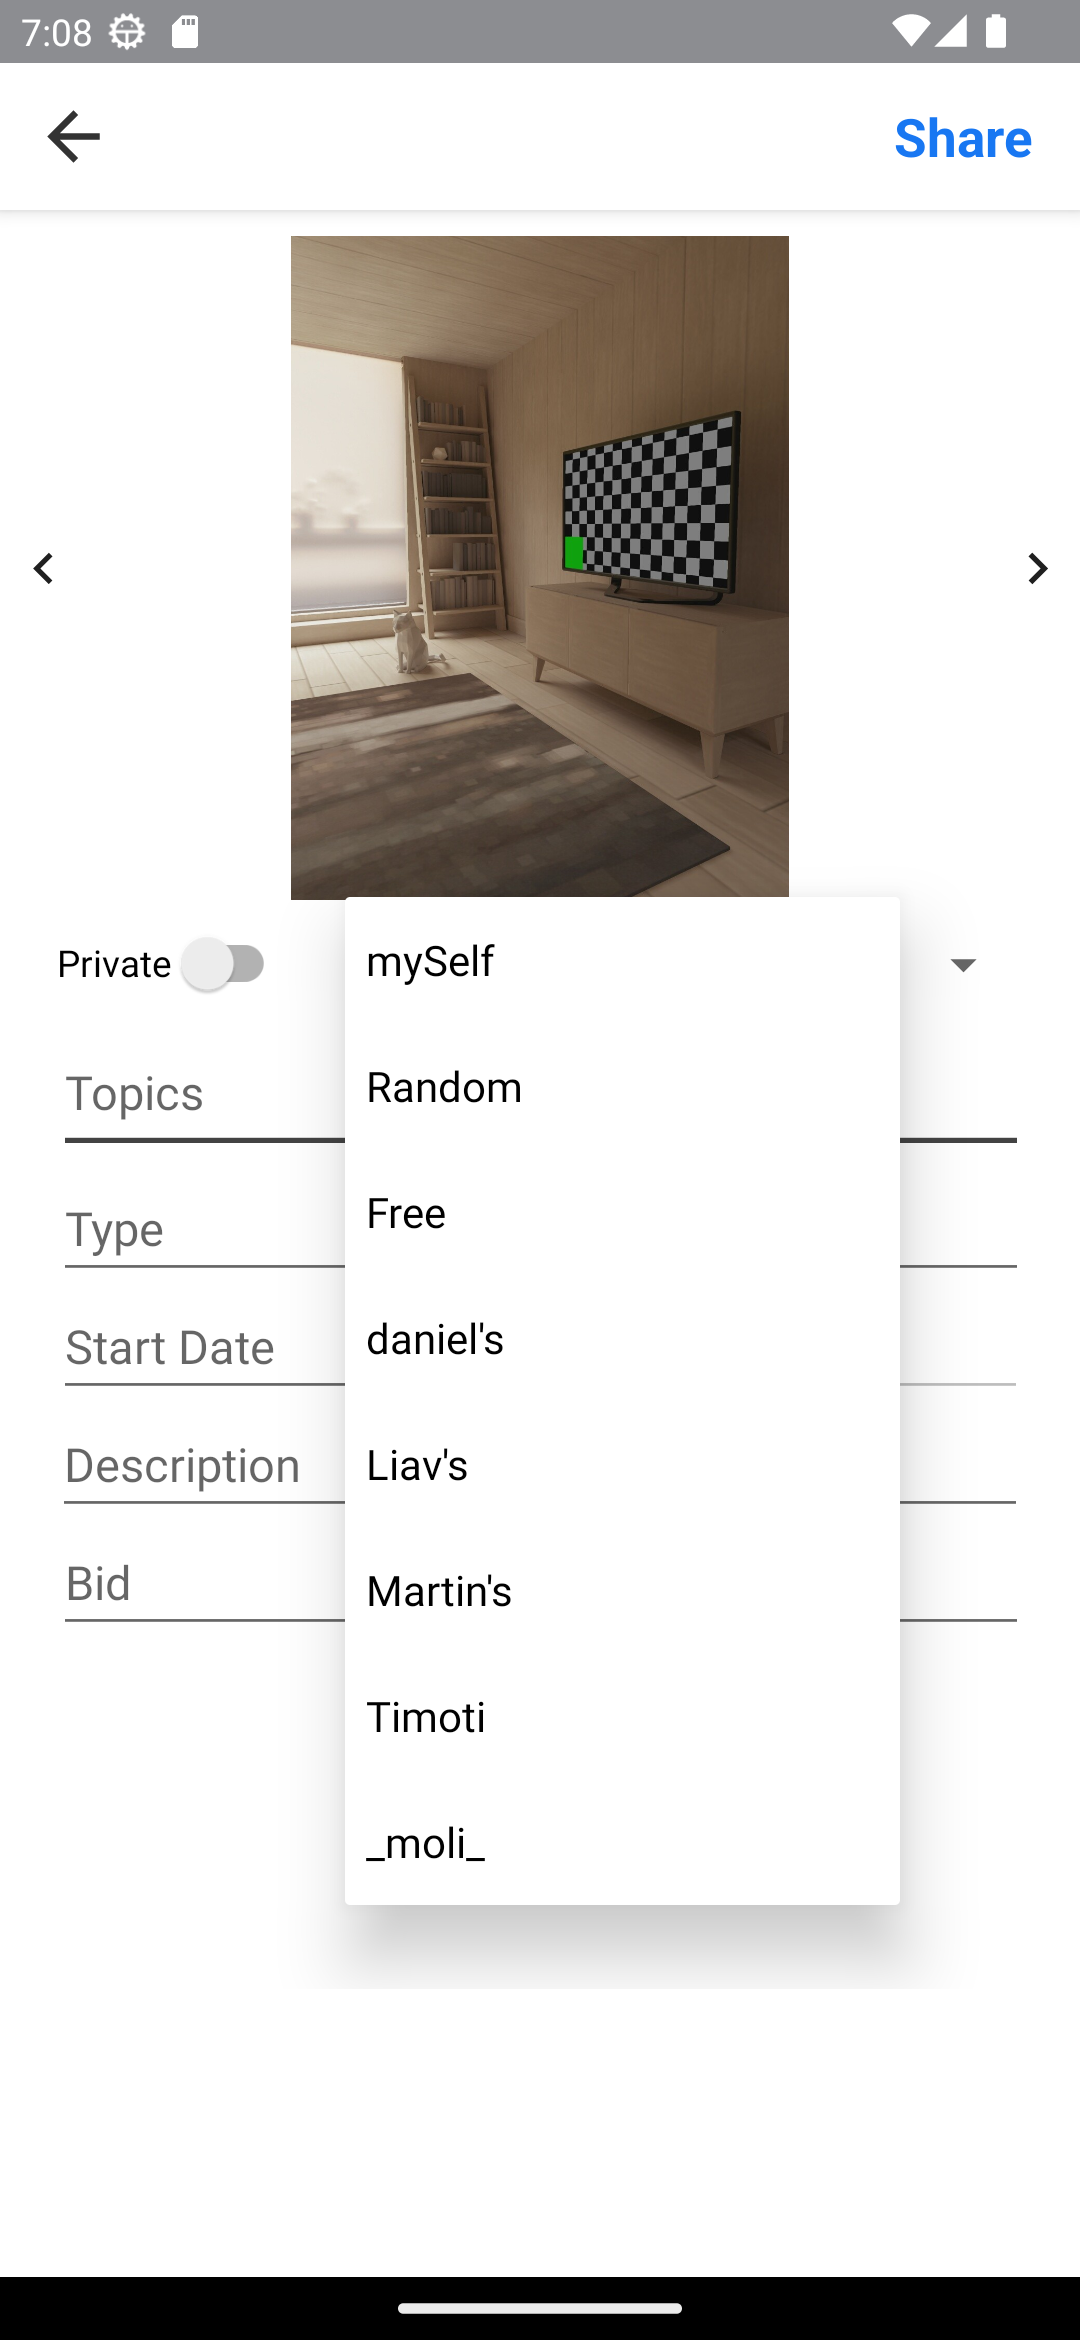 7:08
Share
Private
mySelf
Random
Free
daniel's
Liav's
Martin's
Timoti
_moli_
Topics
Type
Start Date
Description
Bid